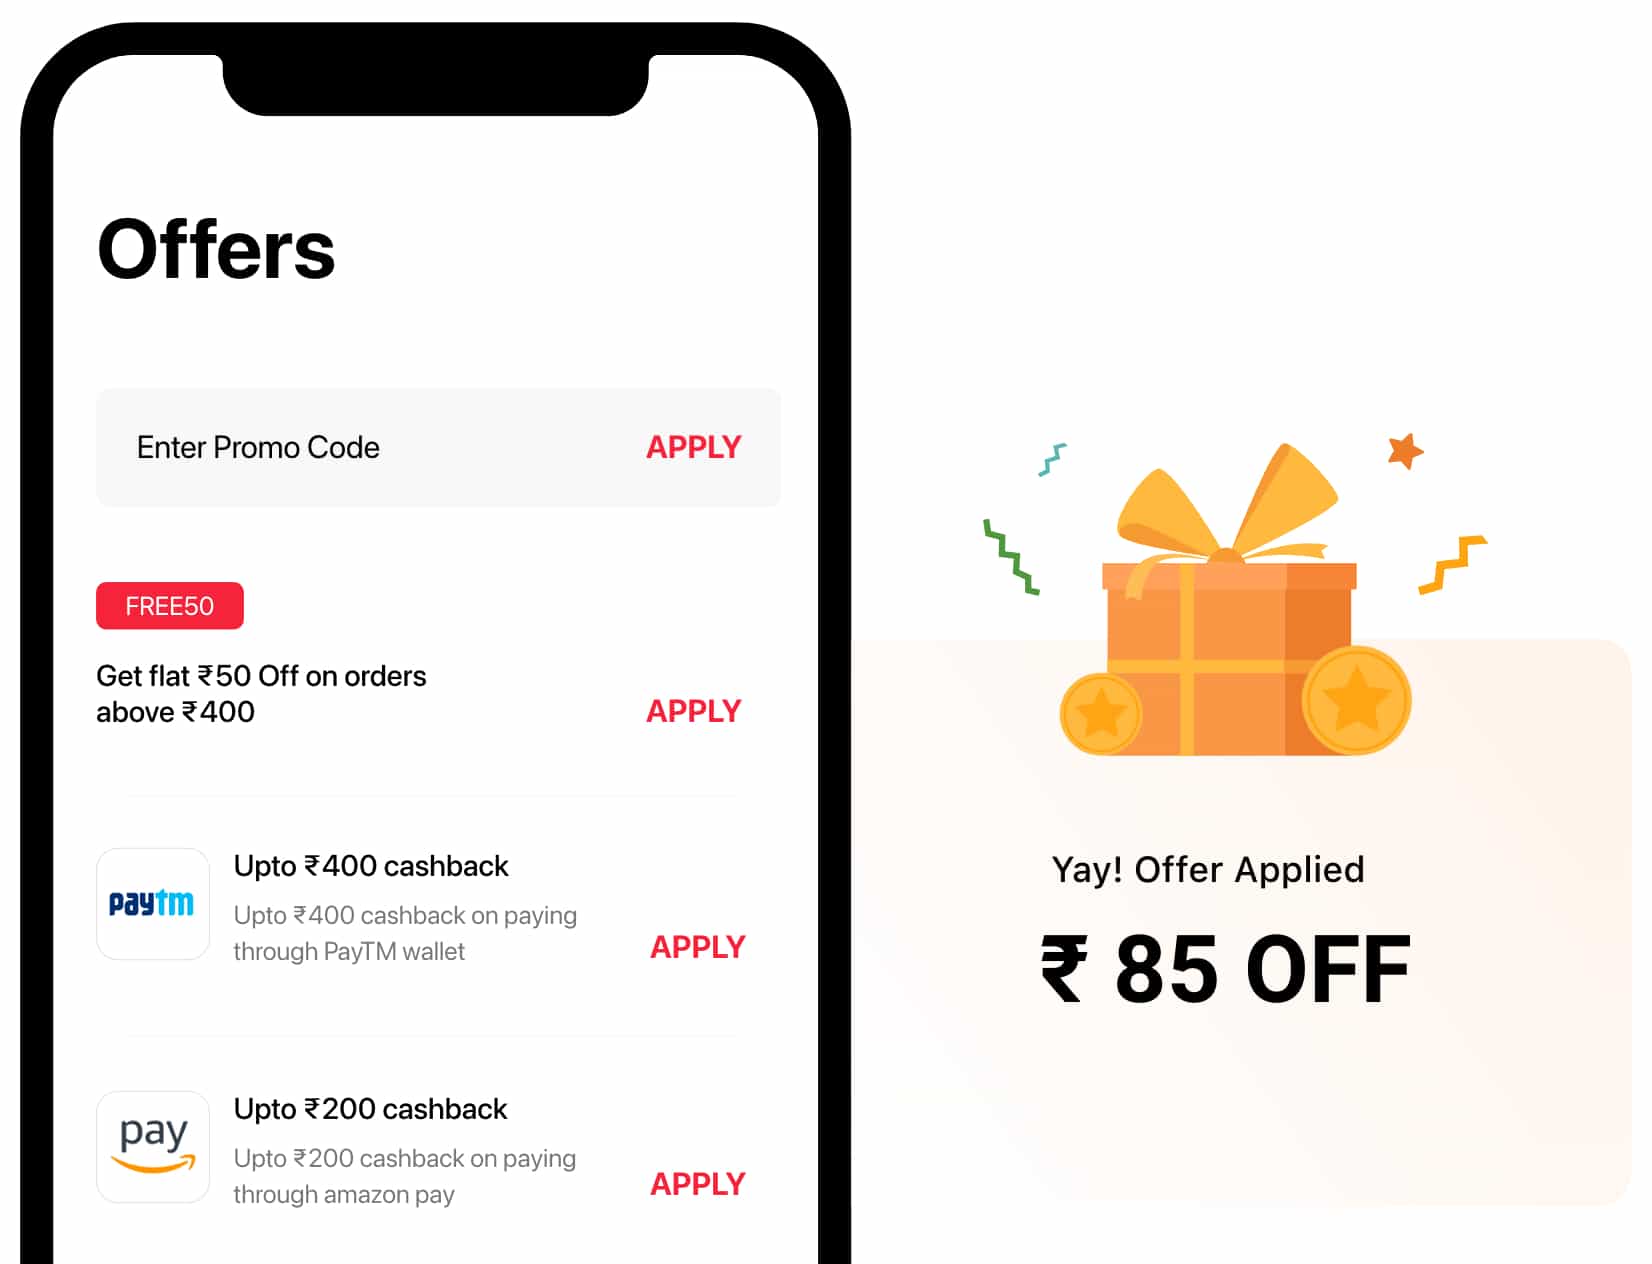 Offers
Enter Promo Code
APPLY
FREE50
Get flat ₹50 Off on orders
above ₹400
APPLY
paytm
Upto ₹400 cashback
Upto ₹400 cashback on paying
through PayTM wallet
APPLY
pay
Upto ₹200 cashback
Upto ₹200 cashback on paying
through amazon pay
APPLY
Yay! Offer Applied
₹ 85 OFF